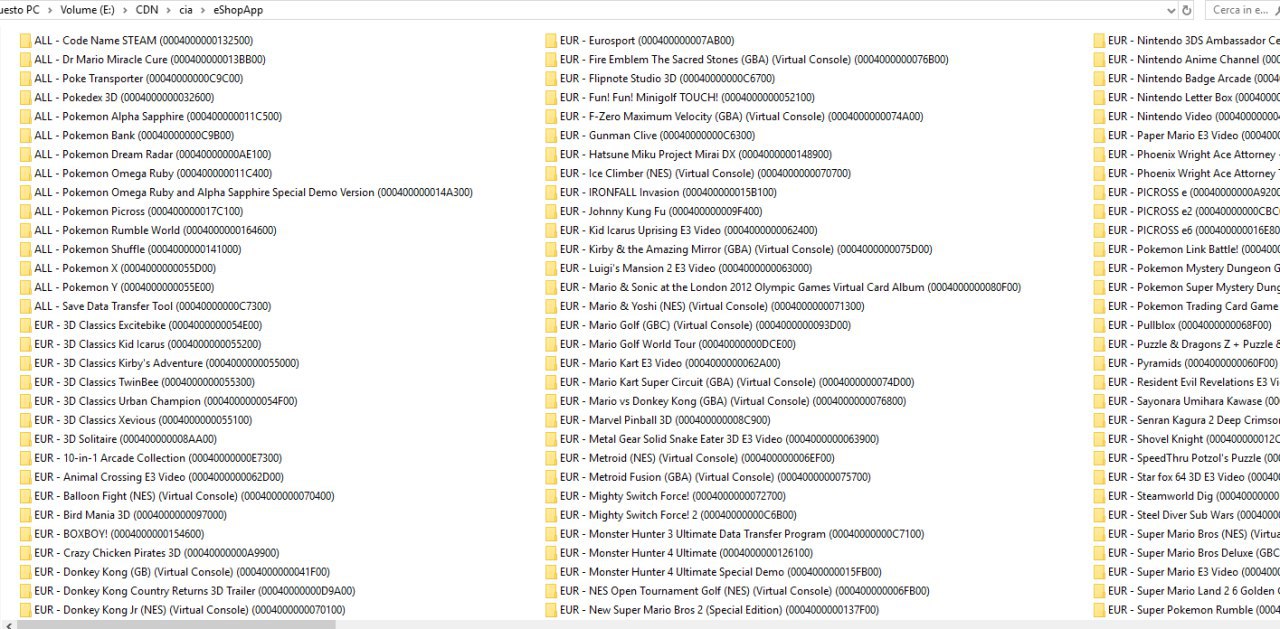 uesto PC > Volume (E:) > CDN > cia > eShopApp
Cerca in e...
ALL - Code Name STEAM (0004000000132500)
ALL - Dr Mario Miracle Cure (000400000013BB00)
ALL - Poke Transporter (00040000000C9C00)
ALL - Pokedex 3D (0004000000032600)
ALL - Pokemon Alpha Sapphire (000400000011C500)
ALL - Pokemon Bank (00040000000C9B00)
ALL - Pokemon Dream Radar (00040000000AE100)
ALL - Pokemon Omega Ruby (000400000011C400)
ALL - Pokemon Omega Ruby and Alpha Sapphire Special Demo Version (000400000014A300)
ALL - Pokemon Picross (000400000017C100)
ALL - Pokemon Rumble World (0004000000164600)
ALL - Pokemon Shuffle (0004000000141000)
ALL - Pokemon X (0004000000055D00)
ALL - Pokemon Y (0004000000055E00)
ALL - Save Data Transfer Tool (00040000000C7300)
EUR - 3D Classics Excitebike (0004000000054E00)
EUR - 3D Classics Kid Icarus (0004000000055200)
EUR - 3D Classics Kirby's Adventure (0004000000055000)
EUR - 3D Classics TwinBee (0004000000055300)
EUR - 3D Classics Urban Champion (0004000000054F00)
EUR - 3D Classics Xevious (0004000000055100)
EUR - 3D Solitaire (000400000008AA00)
EUR - 10-in-1 Arcade Collection (00040000000E7300)
EUR - Animal Crossing E3 Video (0004000000062D00)
EUR - Balloon Fight (NES) (Virtual Console) (0004000000070400)
EUR - Bird Mania 3D (0004000000097000)
EUR - BOXBOY! (0004000000154600)
EUR - Crazy Chicken Pirates 3D (00040000000A9900)
EUR - Donkey Kong (GB) (Virtual Console) (0004000000041F00)
EUR - Donkey Kong Country Returns 3D Trailer (00040000000D9A00)
EUR - Donkey Kong Jr (NES) (Virtual Console) (0004000000070100)
EUR - Eurosport (000400000007AB00)
EUR - Fire Emblem The Sacred Stones (GBA) (Virtual Console) (0004000000076B00)
EUR - Flipnote Studio 3D (00040000000C6700)
EUR - Fun! Fun! Minigolf TOUCH! (0004000000052100)
EUR - F-Zero Maximum Velocity (GBA) (Virtual Console) (0004000000074A00)
EUR - Gunman Clive (00040000000C6300)
EUR - Hatsune Miku Project Mirai DX (0004000000148900)
EUR - Ice Climber (NES) (Virtual Console) (0004000000070700)
EUR - IRONFALL Invasion (000400000015B100)
EUR - Johnny Kung Fu (000400000009F400)
EUR - Kid Icarus Uprising E3 Video (0004000000062400)
EUR - Kirby & the Amazing Mirror (GBA) (Virtual Console) (0004000000075D00)
EUR - Luigi's Mansion 2 E3 Video (0004000000063000)
EUR - Mario & Sonic at the London 2012 Olympic Games Virtual Card Album (0004000000080F00)
EUR - Mario & Yoshi (NES) (Virtual Console) (0004000000071300)
EUR - Mario Golf (GBC) (Virtual Console) (0004000000093D00)
EUR - Mario Golf World Tour (00040000000DCE00)
EUR - Mario Kart E3 Video (0004000000062A00)
EUR - Mario Kart Super Circuit (GBA) (Virtual Console) (0004000000074D00)
EUR - Mario vs Donkey Kong (GBA) (Virtual Console) (0004000000076800)
EUR - Marvel Pinball 3D (000400000008C900)
EUR - Metal Gear Solid Snake Eater 3D E3 Video (0004000000063900)
EUR - Metroid (NES) (Virtual Console) (000400000006EF00)
EUR - Metroid Fusion (GBA) (Virtual Console) (0004000000075700)
EUR - Mighty Switch Force! (0004000000072700)
EUR - Mighty Switch Force! 2 (00040000000C6B00)
EUR - Monster Hunter 3 Ultimate Data Transfer Program (00040000000C7100)
EUR - Monster Hunter 4 Ultimate (0004000000126100)
EUR - Monster Hunter 4 Ultimate Special Demo (000400000015FB00)
EUR - NES Open Tournament Golf (NES) (Virtual Console) (000400000006FB00)
EUR - New Super Mario Bros 2 (Special Edition) (0004000000137F00)
EUR - Nintendo 3DS Ambassador Ce
EUR - Nintendo Anime Channel (00
EUR - Nintendo Badge Arcade (0004
EUR - Nintendo Letter Box (0004000
EUR - Nintendo Video (00040000000
EUR - Paper Mario E3 Video (000400
EUR - Phoenix Wright Ace Attorney -
EUR - Phoenix Wright Ace Attorney T
EUR - PICROSS e (00040000000A9200
EUR - PICROSS e2 (00040000000CBC
EUR - PICROSS e6 (000400000016E80
EUR - Pokemon Link Battle! (000400
EUR - Pokemon Mystery Dungeon G
EUR - Pokemon Super Mystery Dung
EUR - Pokemon Trading Card Game
EUR - Pullblox (0004000000068F00)
EUR - Puzzle & Dragons Z + Puzzle &
EUR - Pyramids (0004000000060F00)
EUR - Resident Evil Revelations E3 Vi
EUR - Sayonara Umihara Kawase (00
EUR - Senran Kagura 2 Deep Crimso
EUR - Shovel Knight (000400000012C
EUR - SpeedThru Potzol's Puzzle (00
EUR - Star fox 64 3D E3 Video (00040
EUR - Steamworld Dig (0004000000
EUR - Steel Diver Sub Wars (000400
EUR - Super Mario Bros (NES) (Virtua
EUR - Super Mario Bros Deluxe (GBC
EUR - Super Mario E3 Video (000400
EUR - Super Mario Land 2 6 Golden C
EUR - Super Pokemon Rumble (0004